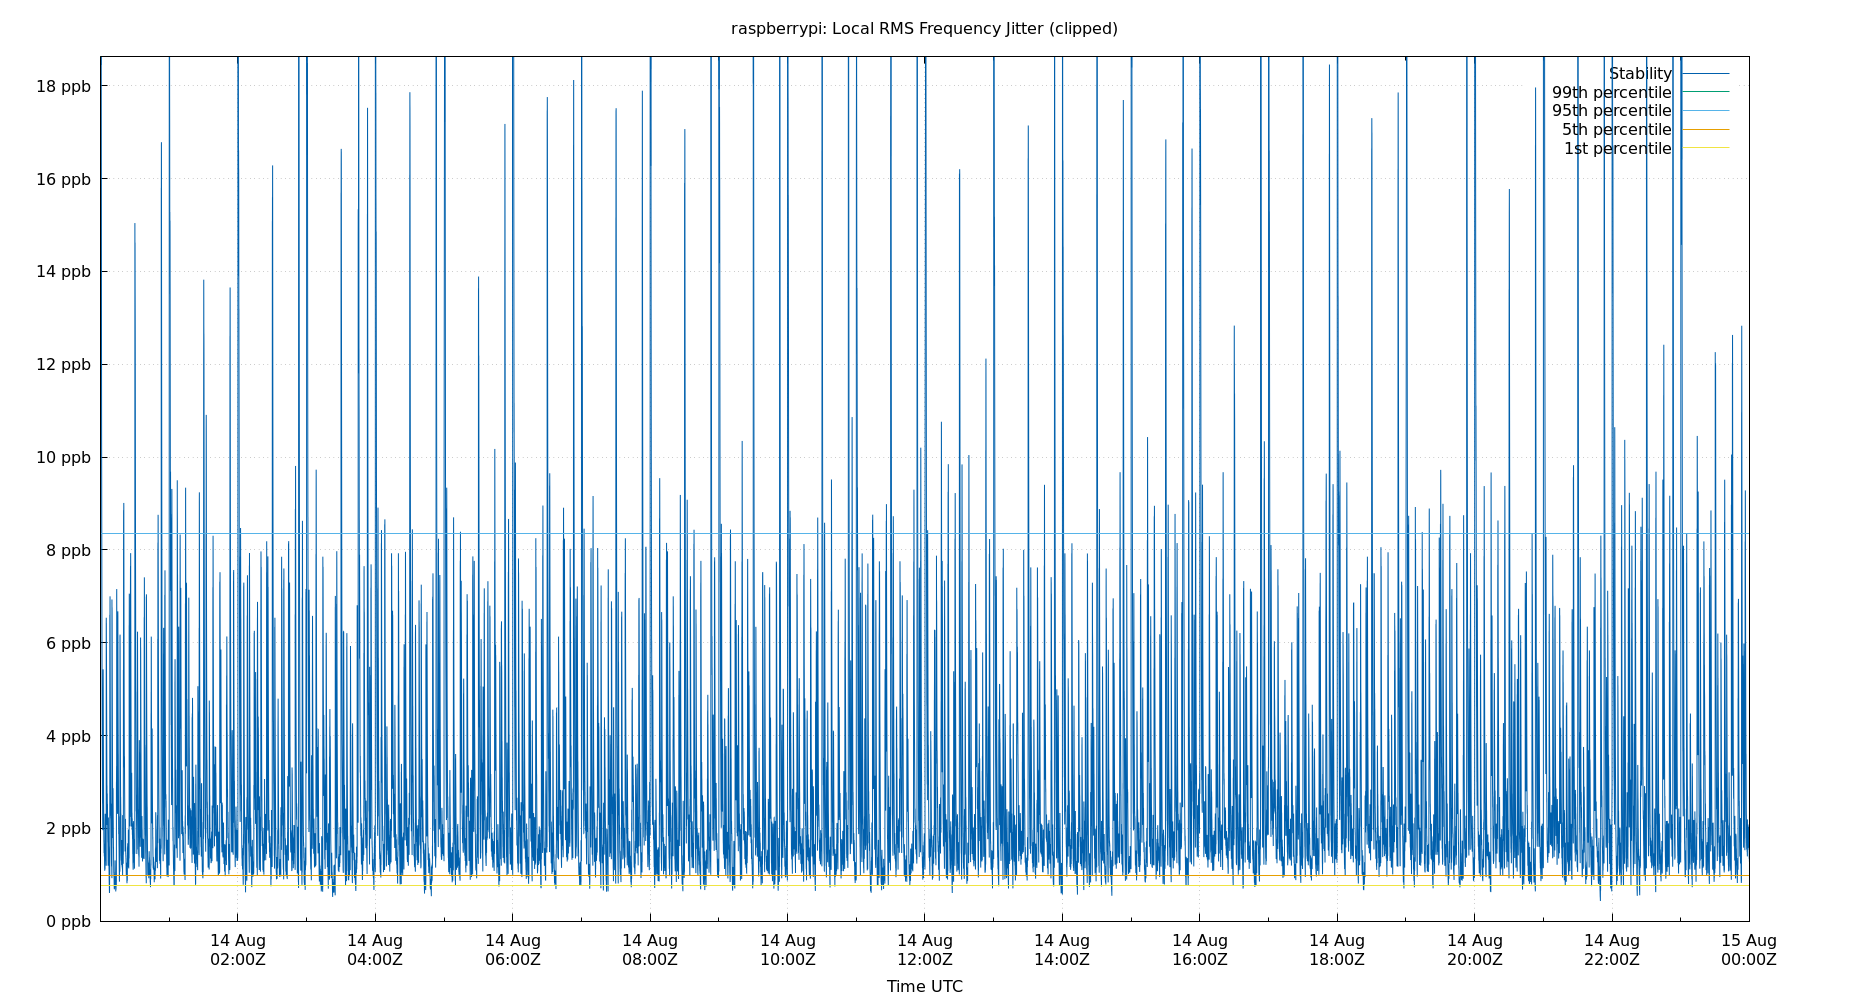 raspberrypi: Local RMS Frequency Jitter (clipped)
Stability
99th percentile
95th percentile
5th percentile
1st percentile
18 ppb
16 ppb
14 ppb
12 ppb
10 ppb
8 ppb
6 ppb
4 ppb
2 ppb
0 ppb
14 Aug 14 Aug 14 Aug 14 Aug 14 Aug 14 Aug 14 Aug 14 Aug 14 Aug 14 Aug 14 Aug 15 Aug
02:00Z 04:00Z 06:00Z 08:00Z 10:00Z 12:00Z 14:00Z 16:00Z 18:00Z 20:00Z 22:00Z 00:00Z
Time UTC